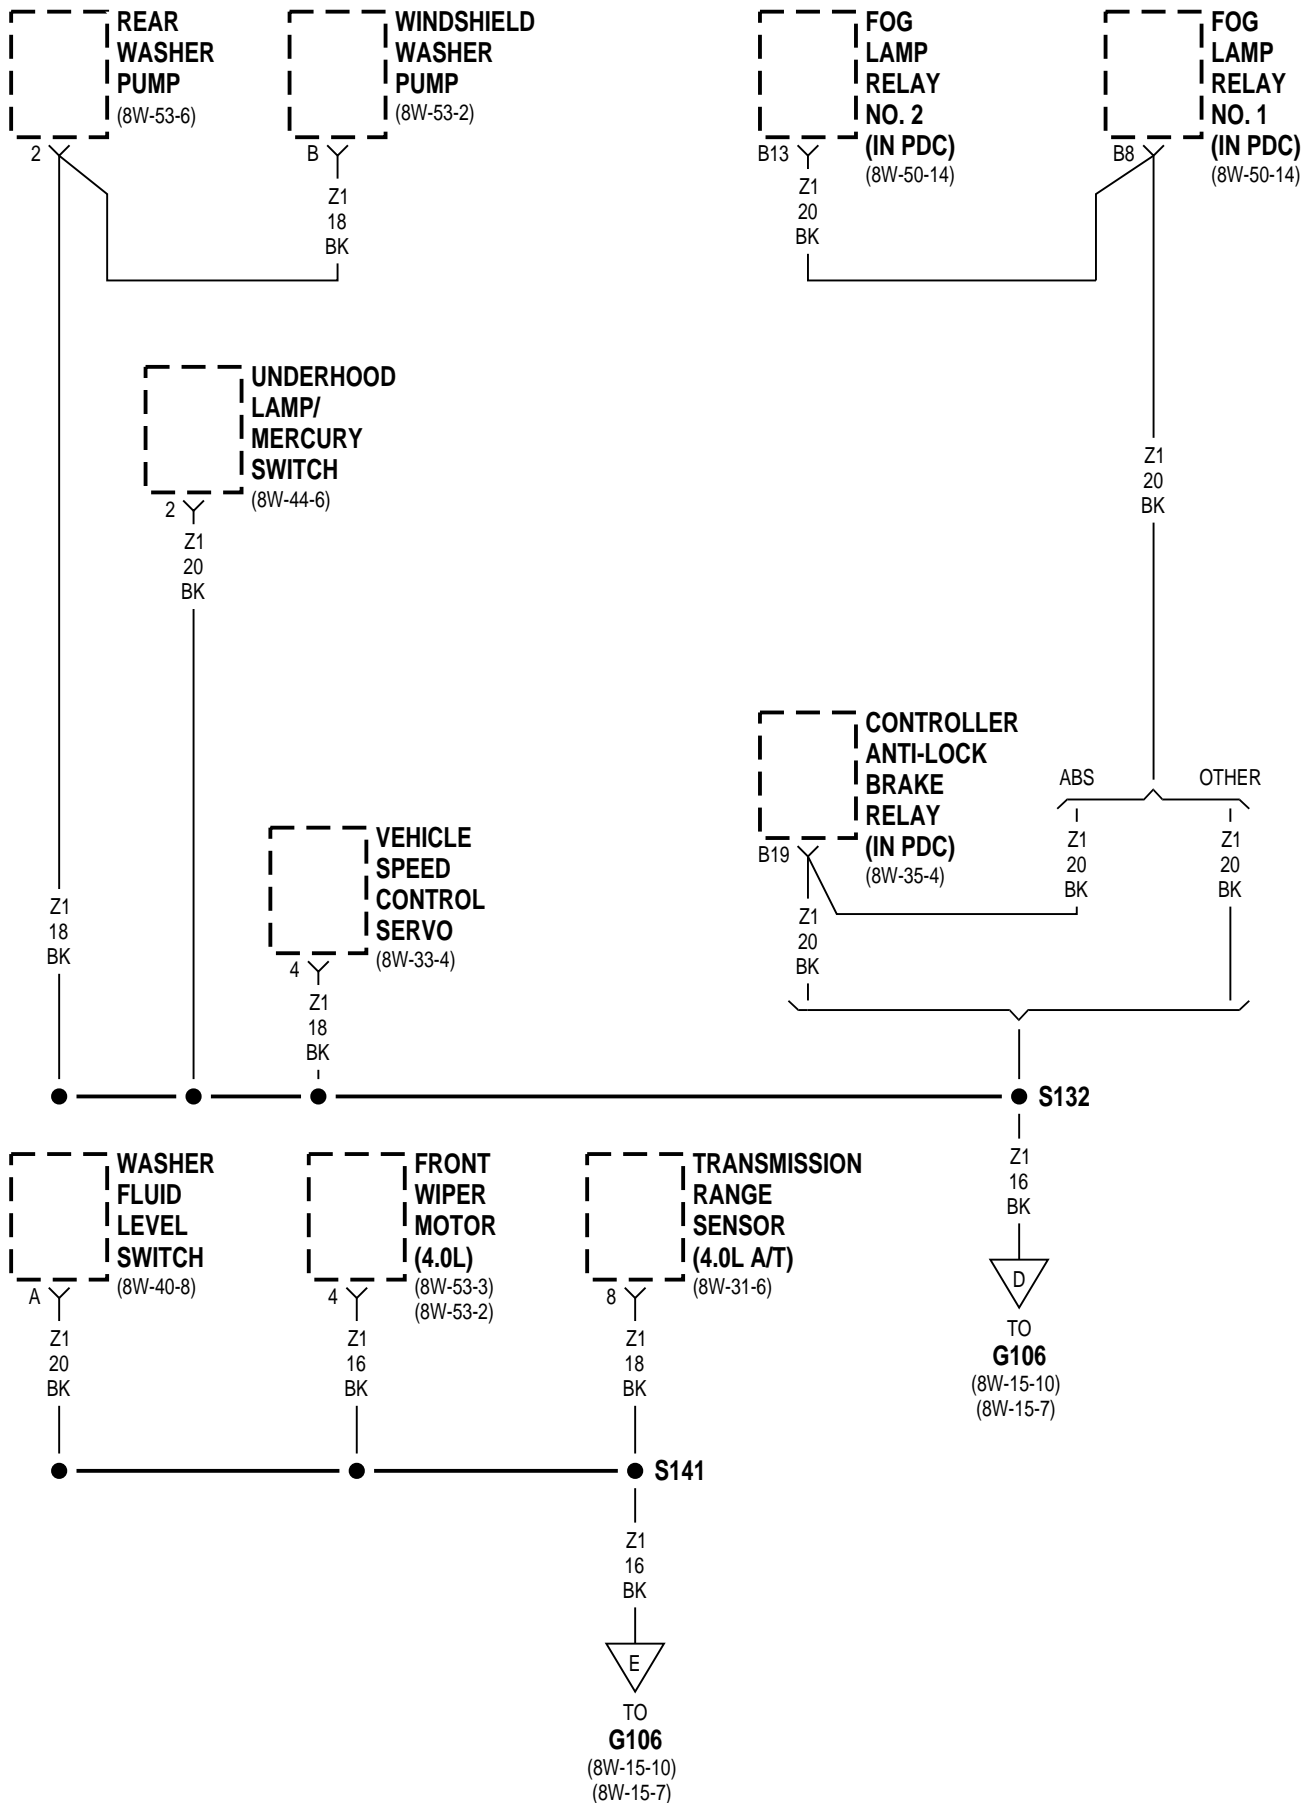 REAR
WASHER
PUMP
(8W-53-6)
2
WINDSHIELD
WASHER
PUMP
(8W-53-2)
B
Z1
18
BK
FOG
LAMP
RELAY
NO. 2
(IN PDC)
(8W-50-14)
B13
Z1
20
BK
FOG
LAMP
RELAY
NO. 1
(IN PDC)
(8W-50-14)
B8
Z1
20
BK
UNDERHOOD
LAMP/
MERCURY
SWITCH
(8W-44-6)
2
Z1
20
BK
CONTROLLER
ANTI-LOCK
BRAKE
RELAY
(IN PDC)
(8W-35-4)
B19
Z1
20
BK
ABS
Z1
20
BK
OTHER
Z1
20
BK
VEHICLE
SPEED
CONTROL
SERVO
(8W-33-4)
4
Z1
18
BK
Z1
18
BK
S132
Z1
16
BK
D
TO
G106
(8W-15-10)
(8W-15-7)
WASHER
FLUID
LEVEL
SWITCH
(8W-40-8)
A
Z1
20
BK
FRONT
WIPER
MOTOR
(4.0L)
(8W-53-3)
(8W-53-2)
4
Z1
16
BK
TRANSMISSION
RANGE
SENSOR
(4.0L A/T)
(8W-31-6)
8
Z1
18
BK
S141
Z1
16
BK
E
TO
G106
(8W-15-10)
(8W-15-7)